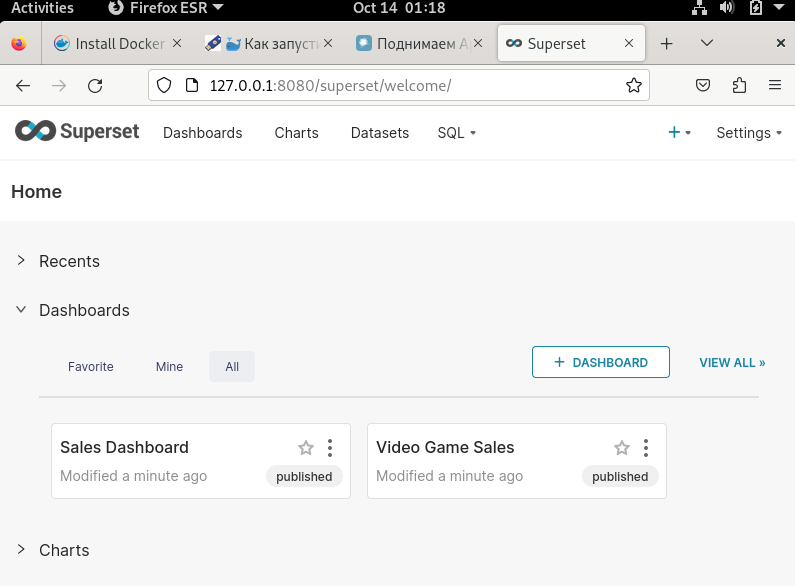 Activities Firefox ESR Oct 14 01:18
Install Docker Как запусти Поднимаем A Superset
127.0.0.1:8080/superset/welcome/
Superset Dashboards Charts Datasets SQL + Settings
Home
Recents
Dashboards
Favorite Mine All + DASHBOARD VIEW ALL »
Sales Dashboard Video Game Sales
Modified a minute ago published Modified a minute ago published
Charts